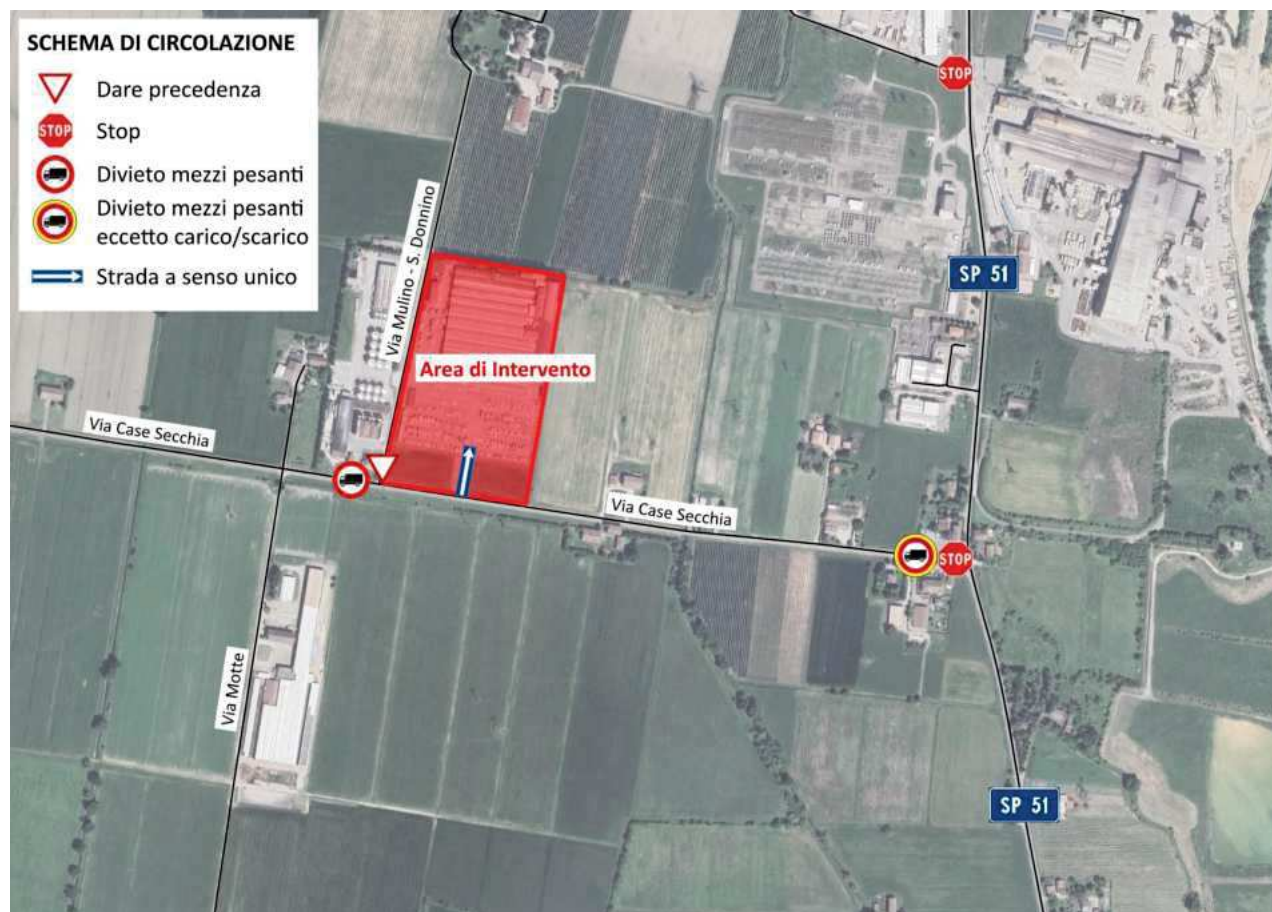 SCHEMA DI CIRCOLAZIONE
Dare precedenza
STOP
Stop
Divieto mezzi pesanti
Divieto mezzi pesanti
eccetto carico/scarico
Strada a senso unico
STOP
Via Mulino - S. Donnino
SP 51
Area di Intervento
Via Case Secchia
Via Case Secchia
STOP
Via Motte
SP 51